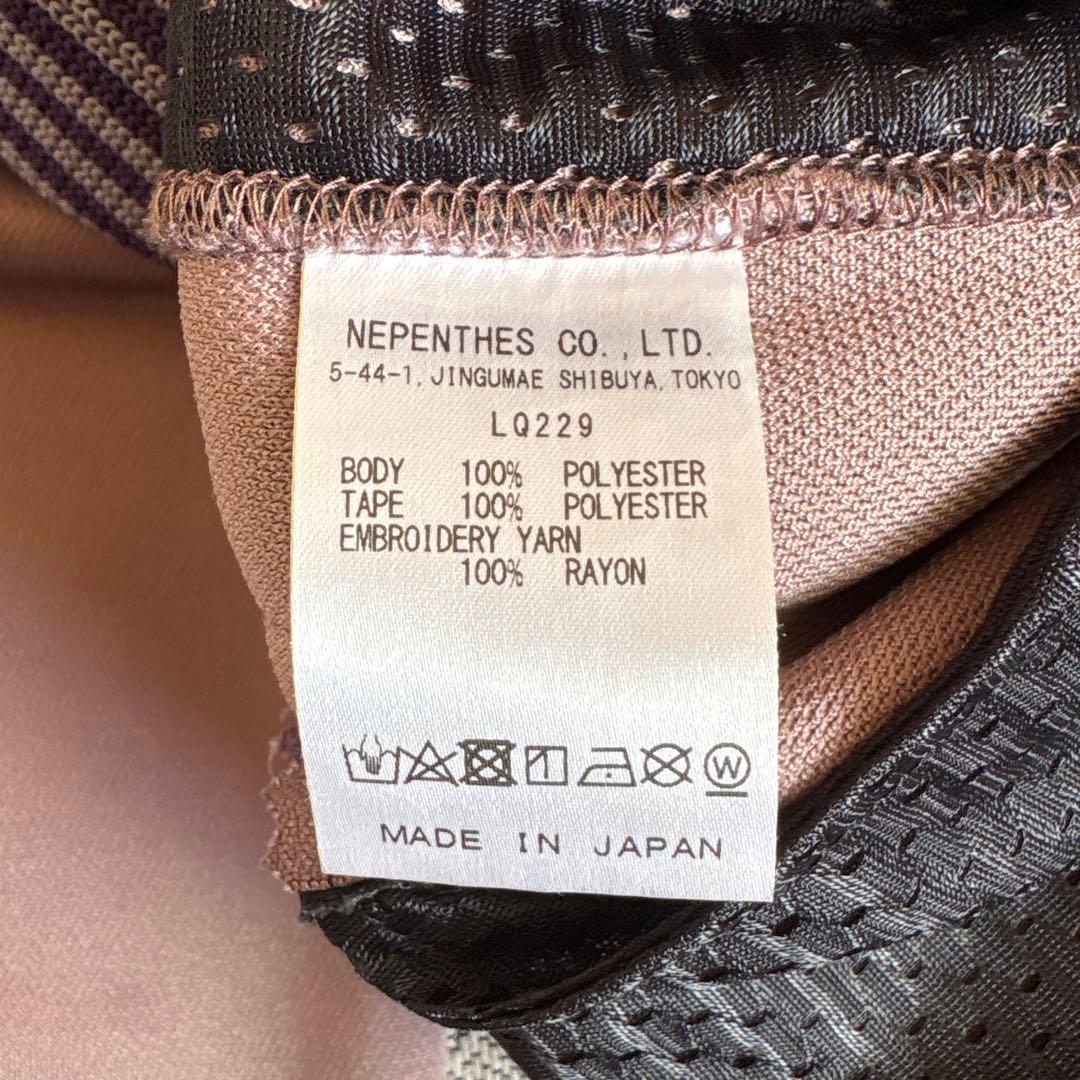 NEPENTHES CO., LTD.
5-44-1, JINGUMAE SHIBUYA, TOKYO
LQ229
BODY 100% POLYESTER
TAPE 100% POLYESTER
EMBROIDERY YARN
100% RAYON
W
MADE IN JAPAN